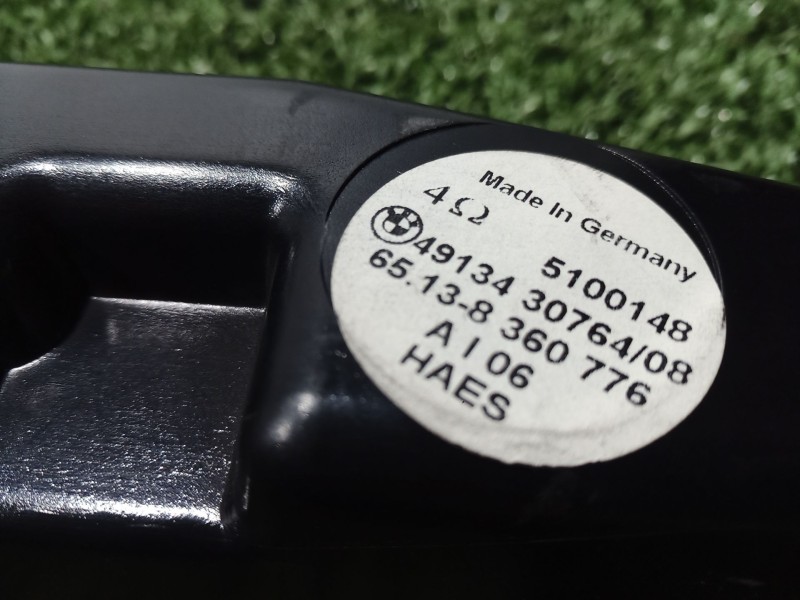 Made In Germany
4Ω
5100148
49134 30764/08
65.13-8 360 776
A I 06
HAES